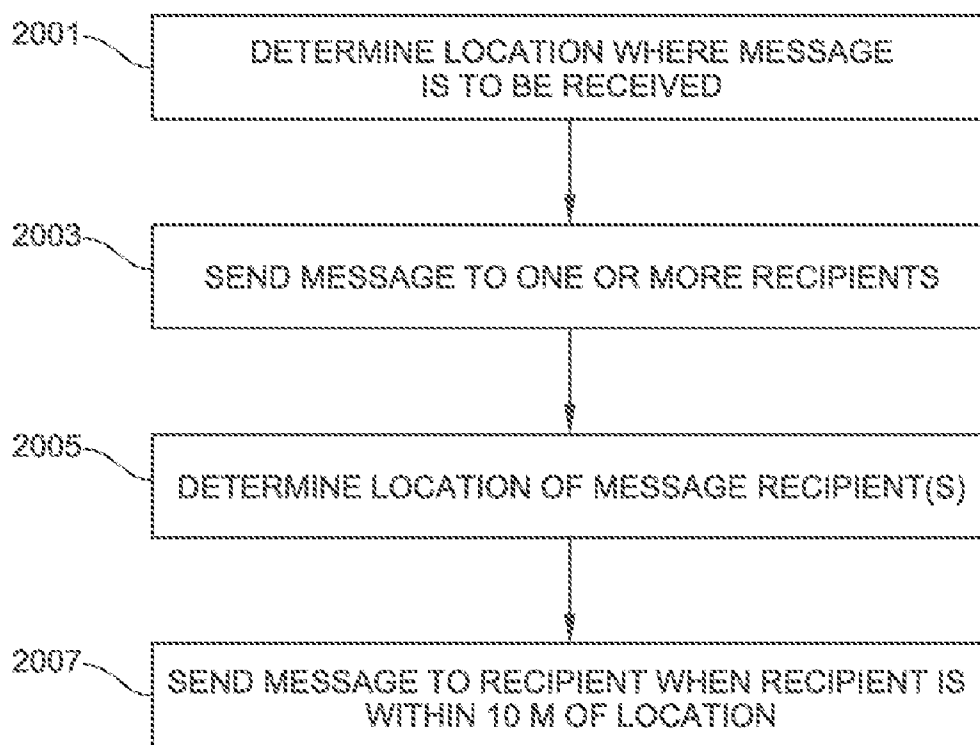 2001
DETERMINE LOCATION WHERE MESSAGE
IS TO BE RECEIVED
2003
SEND MESSAGE TO ONE OR MORE RECIPIENTS
2005
DETERMINE LOCATION OF MESSAGE RECIPIENT(S)
2007
SEND MESSAGE TO RECIPIENT WHEN RECIPIENT IS
WITHIN 10 M OF LOCATION